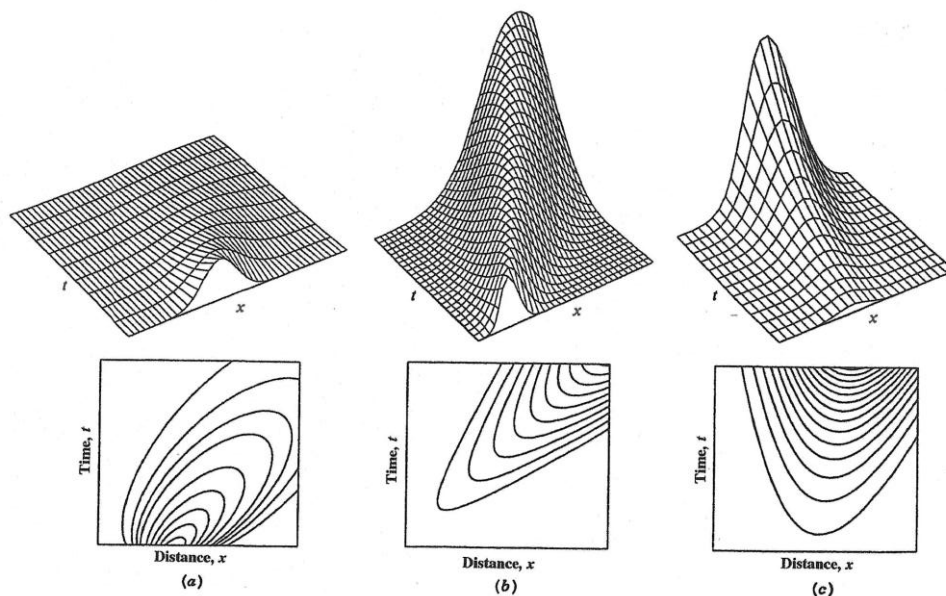 t
x
t
x
t
x
Time, t
Distance, x
(a)
Time, t
Distance, x
(b)
Time, t
Distance, x
(c)